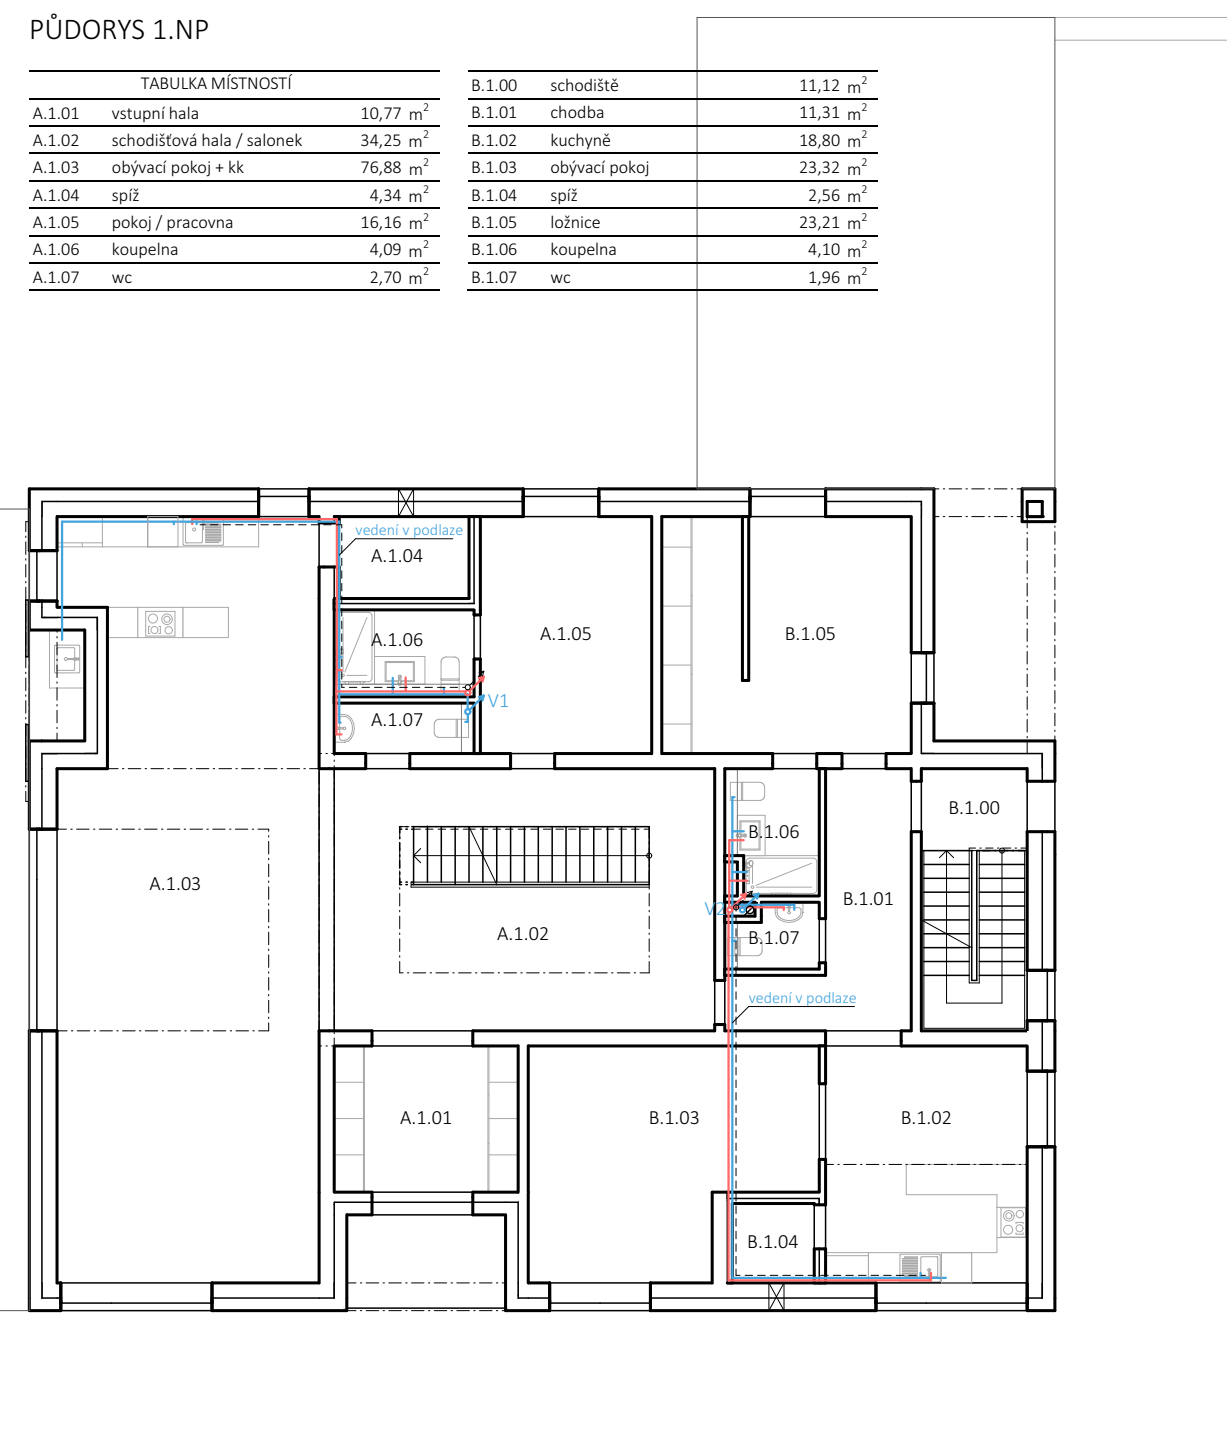 PŮDORYS 1.NP
TABULKA MÍSTNOSTÍ
A.1.01 vstupní hala 10,77 m²
A.1.02 schodišťová hala / salonek 34,25 m²
A.1.03 obývací pokoj + kk 76,88 m²
A.1.04 spíž 4,34 m²
A.1.05 pokoj / pracovna 16,16 m²
A.1.06 koupelna 4,09 m²
A.1.07 wc 2,70 m²
B.1.00 schodiště 11,12 m²
B.1.01 chodba 11,31 m²
B.1.02 kuchyně 18,80 m²
B.1.03 obývací pokoj 23,32 m²
B.1.04 spíž 2,56 m²
B.1.05 ložnice 23,21 m²
B.1.06 koupelna 4,10 m²
B.1.07 wc 1,96 m²
vedení v podlaze
A.1.04
A.1.06
A.1.05
B.1.05
V1
A.1.07
B.1.00
B.1.06
A.1.03
B.1.01
V2
A.1.02
B.1.07
vedení v podlaze
A.1.01
B.1.03
B.1.02
B.1.04